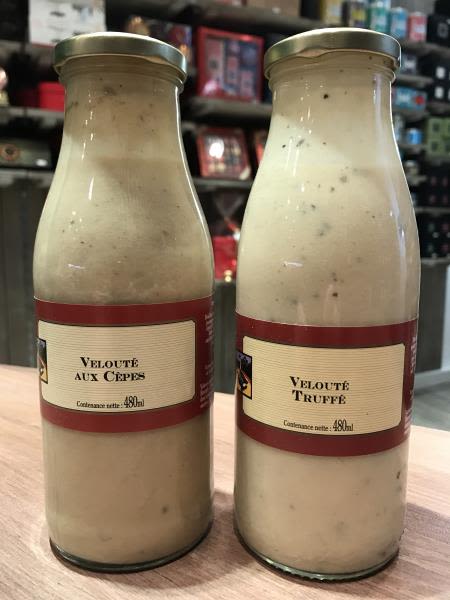 Velouté
aux Cèpes
Contenance nette : 480ml
Velouté
Truffé
Contenance nette : 480ml